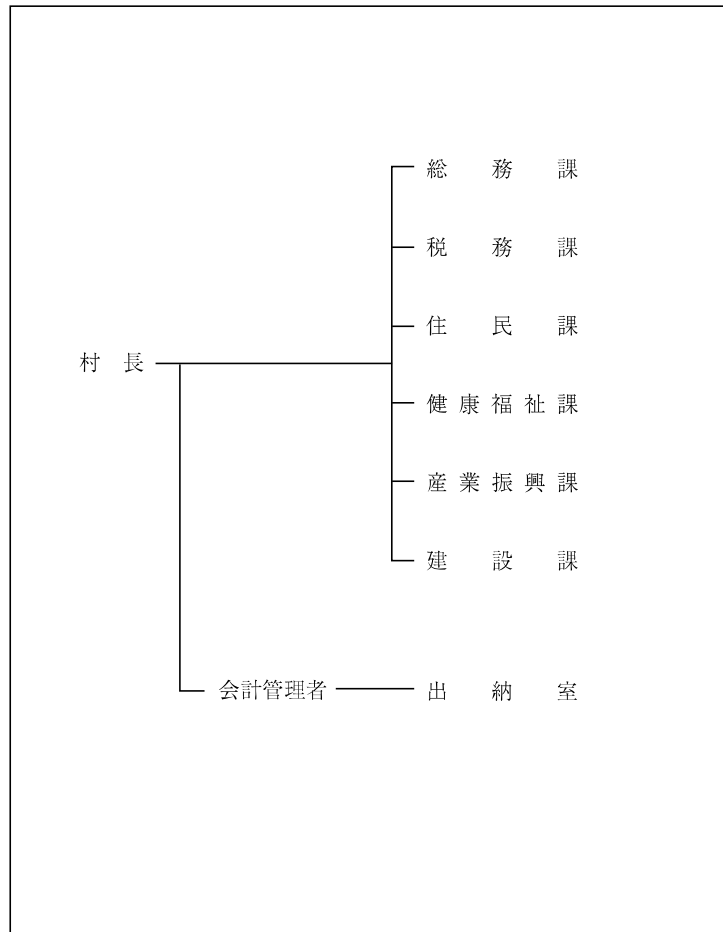 総務課
税務課
住民課
村長
健康福祉課
産業振興課
建設課
会計管理者 出納室